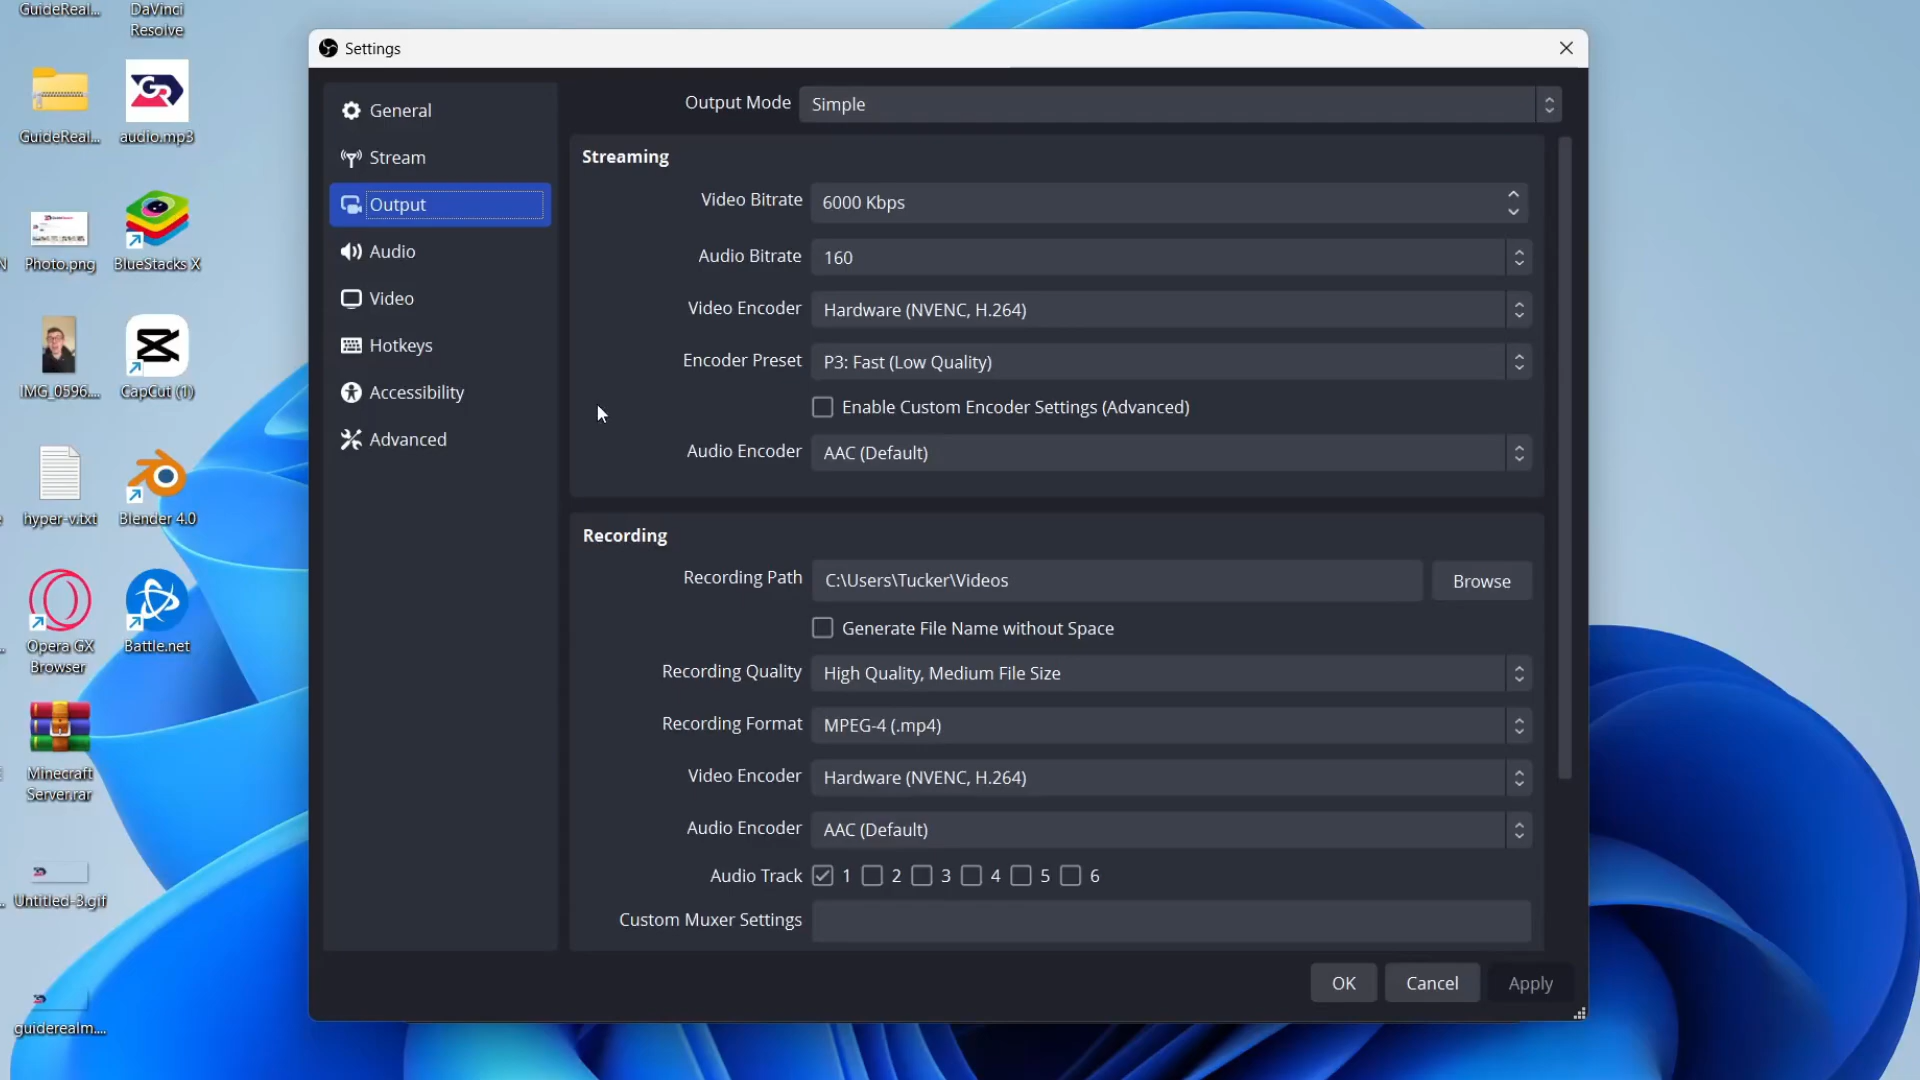 GuideReal...
DaVinci
Resolve
Settings
General
Output Mode
Simple
GuideReal...
audio.mp3
Stream
Streaming
Output
Video Bitrate
6000 Kbps
Photo.png
BlueStacks X
Audio
Audio Bitrate
160
Video
Video Encoder
Hardware (NVENC, H.264)
Hotkeys
Encoder Preset
P3: Fast (Low Quality)
IMG_0596....
CapCut (1)
Accessibility
Enable Custom Encoder Settings (Advanced)
Advanced
Audio Encoder
AAC (Default)
hyper-v.txt
Blender 4.0
Recording
Recording Path
C:\Users\Tucker\Videos
Browse
Generate File Name without Space
Opera GX
Browser
Battle.net
Recording Quality
High Quality, Medium File Size
Recording Format
MPEG-4 (.mp4)
Minecraft
Server.rar
Video Encoder
Hardware (NVENC, H.264)
Audio Encoder
AAC (Default)
Audio Track
1 2 3 4 5 6
Untitled-3.gif
Custom Muxer Settings
OK
Cancel
Apply
guiderealm....